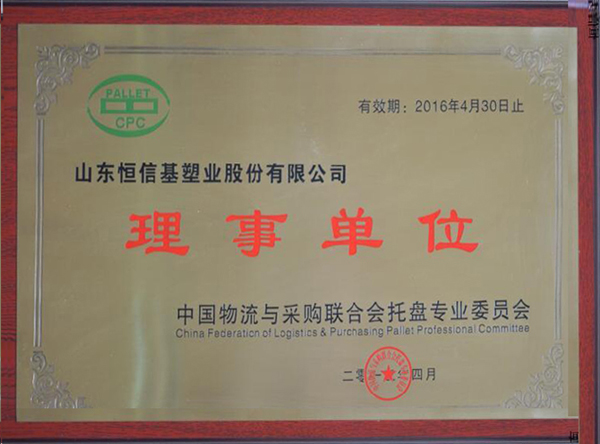 PALLET
CPC
有效期：2016年4月30日止
山东恒信基塑业股份有限公司
理事单位
中国物流与采购联合会托盘专业委员会
China Federation of Logistics & Purchasing Pallet Professional Committee
二零一 年四月